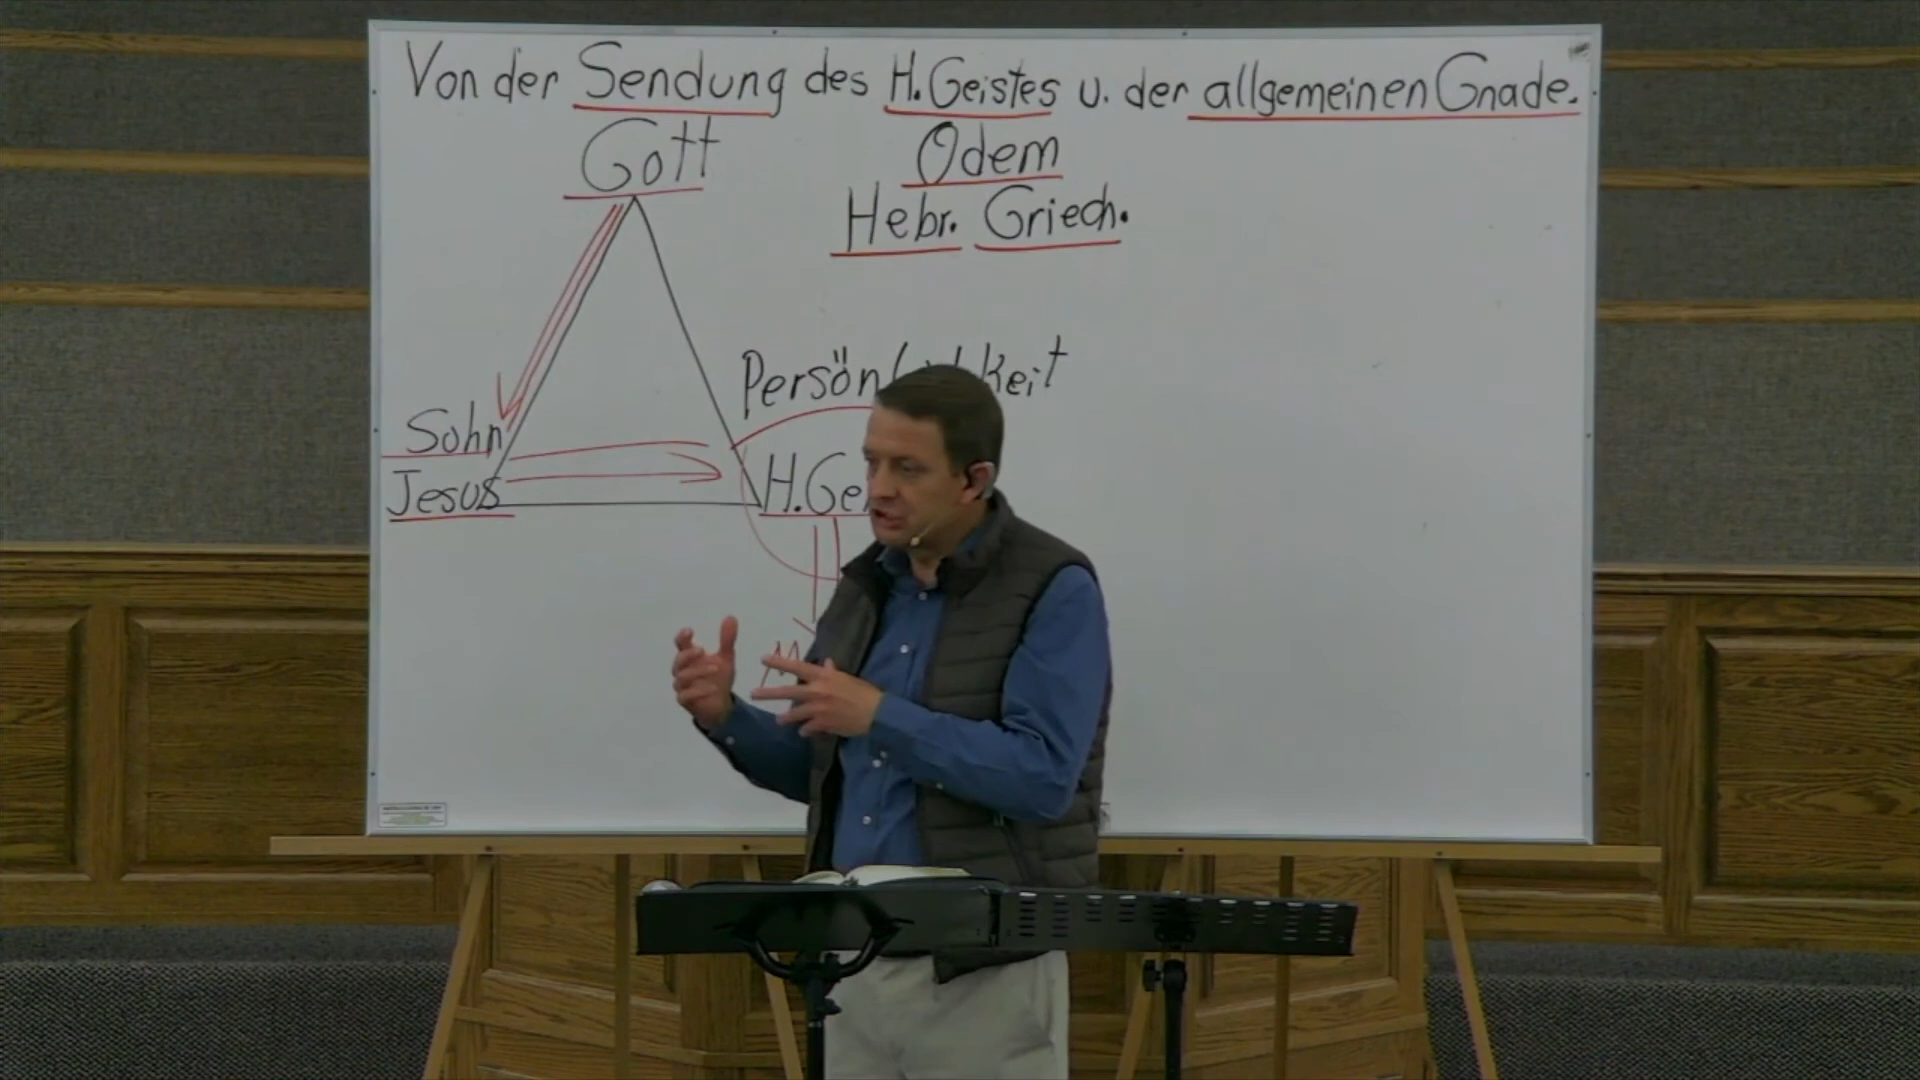 Von der Sendung des H. Geistes u. der allgemeinen Gnade.
Gott
Odem
Hebr. Griech.
Sohn
Jesus